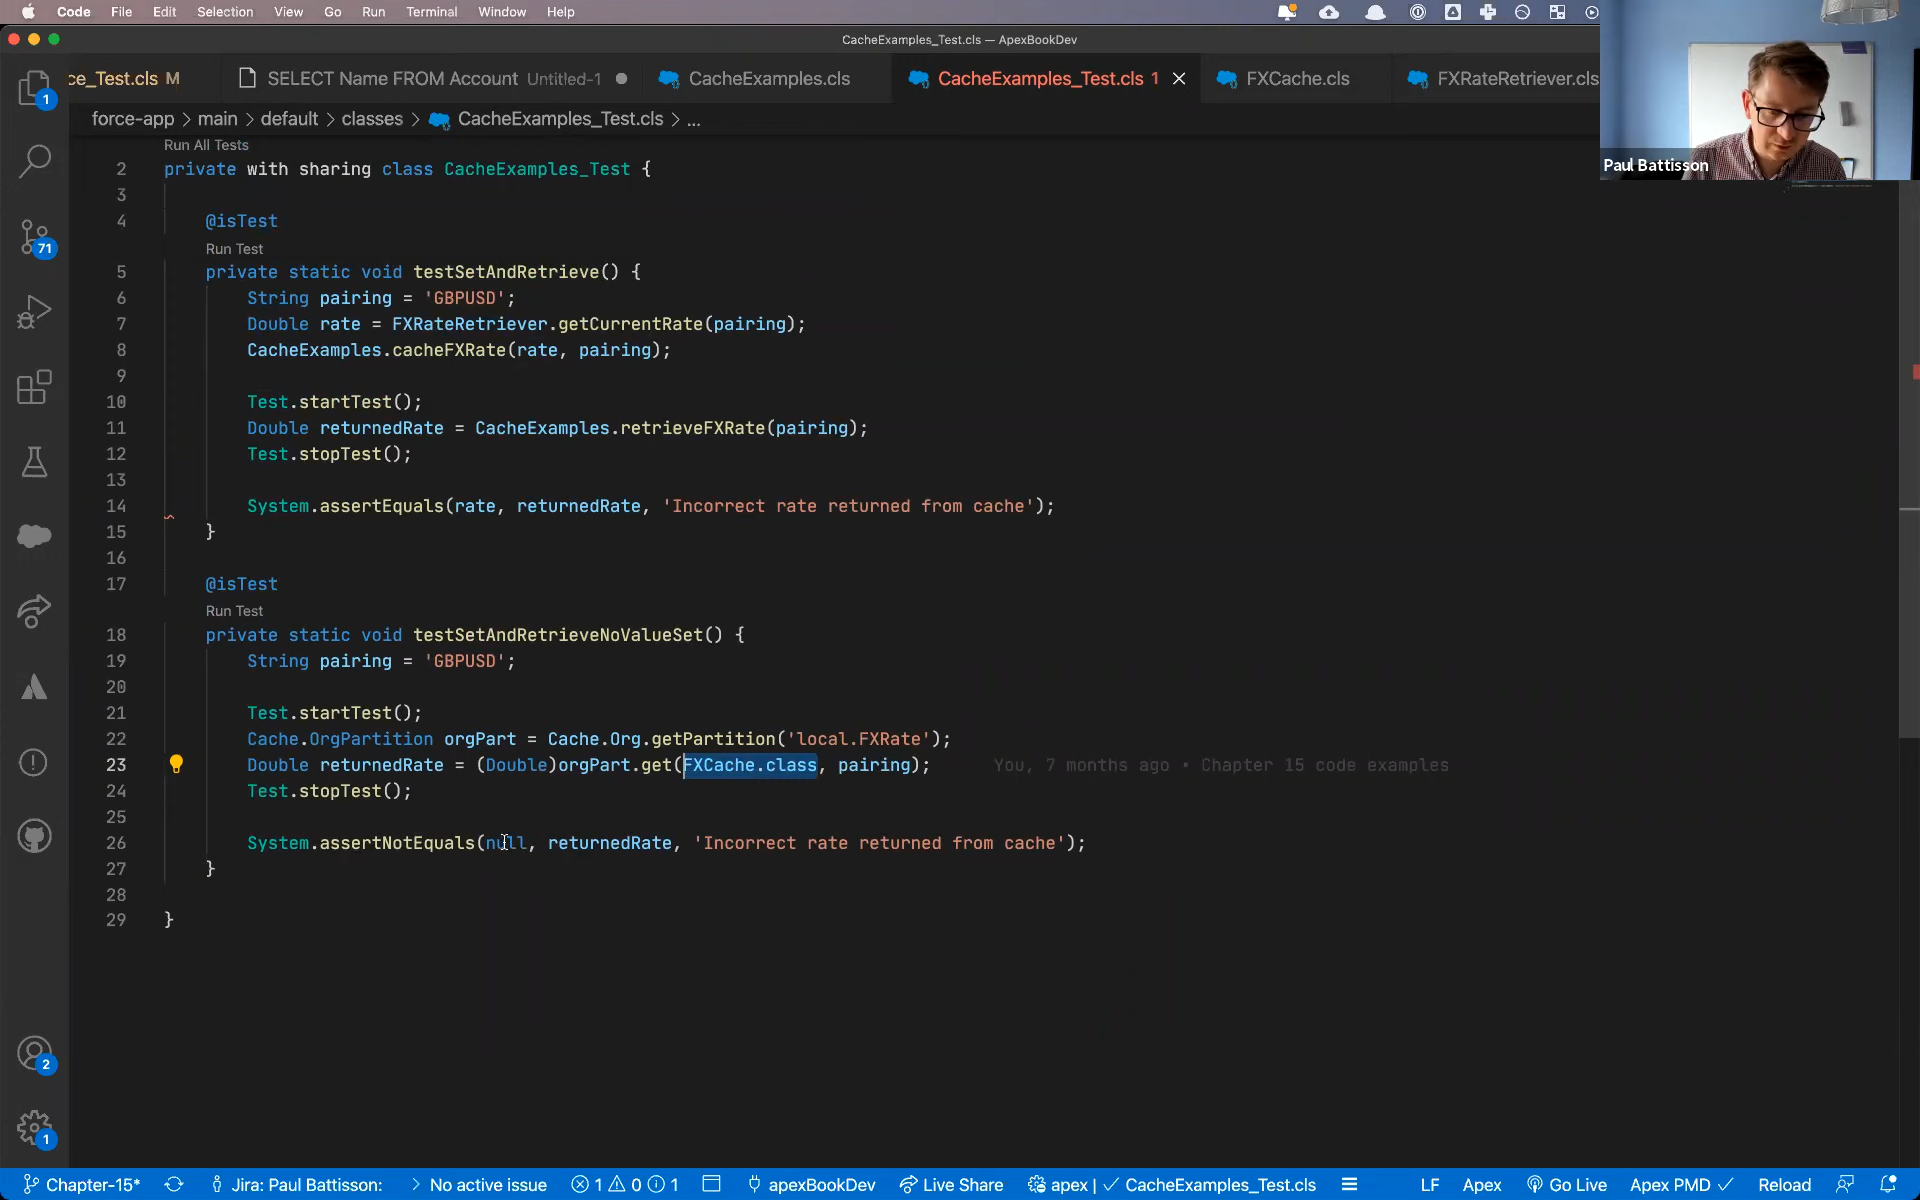 Code File Edit Selection View Go Run Terminal Window Help
CacheExamples_Test.cls — ApexBookDev
ce_Test.cls M SELECT Name FROM Account Untitled-1 CacheExamples.cls CacheExamples_Test.cls 1 FXCache.cls FXRateRetriever.cls
Paul Battisson
force-app > main > default > classes > CacheExamples_Test.cls > ...
Run All Tests
2 private with sharing class CacheExamples_Test {
3
4 @isTest
Run Test
5 private static void testSetAndRetrieve() {
6 String pairing = 'GBPUSD';
7 Double rate = FXRateRetriever.getCurrentRate(pairing);
8 CacheExamples.cacheFXRate(rate, pairing);
9
10 Test.startTest();
11 Double returnedRate = CacheExamples.retrieveFXRate(pairing);
12 Test.stopTest();
13
14 System.assertEquals(rate, returnedRate, 'Incorrect rate returned from cache');
15 }
16
17 @isTest
Run Test
18 private static void testSetAndRetrieveNoValueSet() {
19 String pairing = 'GBPUSD';
20
21 Test.startTest();
22 Cache.OrgPartition orgPart = Cache.Org.getPartition('local.FXRate');
23 Double returnedRate = (Double)orgPart.get(FXCache.class, pairing); You, 7 months ago • Chapter 15 code examples
24 Test.stopTest();
25
26 System.assertNotEquals(null, returnedRate, 'Incorrect rate returned from cache');
27 }
28
29 }
1
71
2
1
Chapter-15* Jira: Paul Battisson: > No active issue 1 0 1 apexBookDev Live Share apex | ✓ CacheExamples_Test.cls LF Apex Go Live Apex PMD ✓ Reload